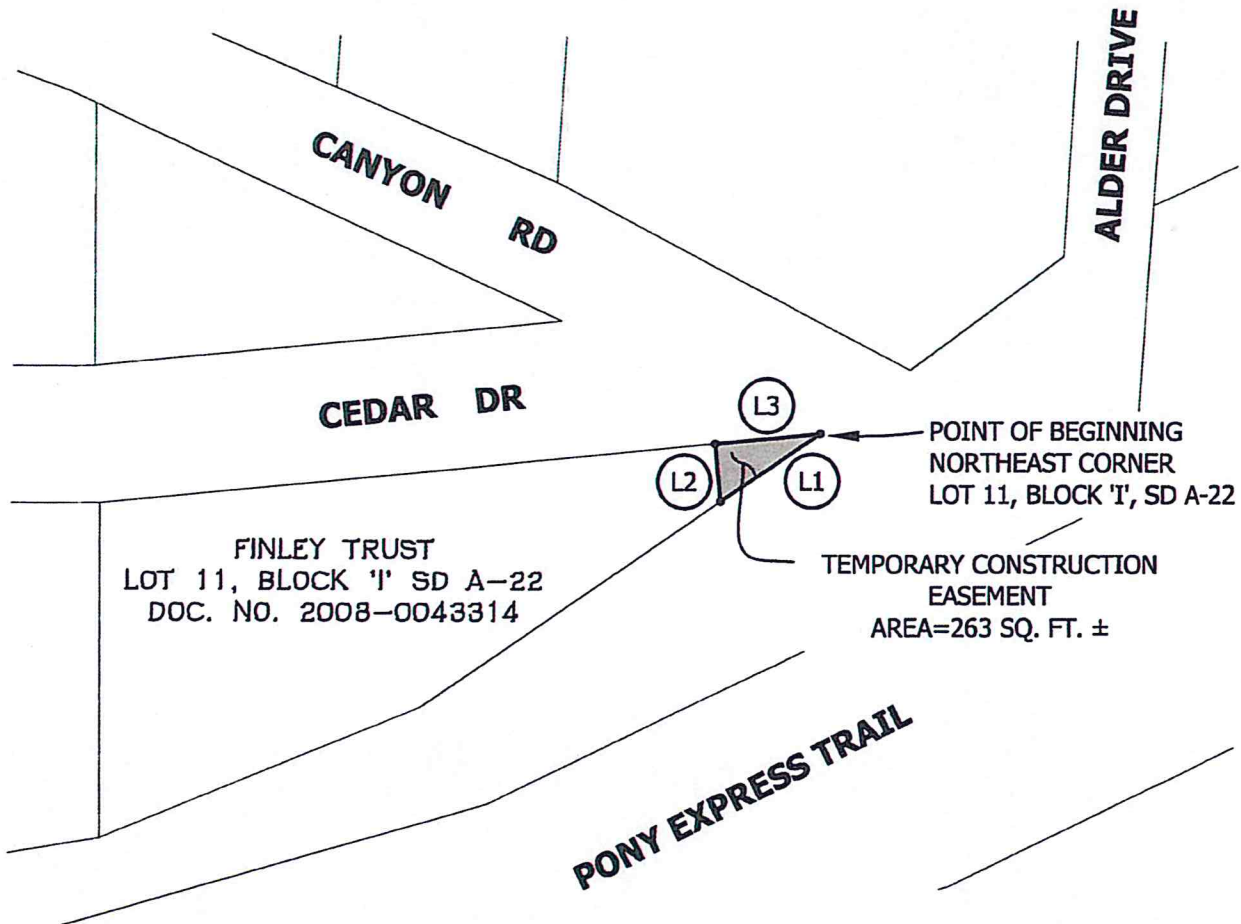 ALDER DRIVE
CANYON RD
CEDAR DR
L3
L2
L1
POINT OF BEGINNING
NORTHEAST CORNER
LOT 11, BLOCK 'I', SD A-22
FINLEY TRUST
LOT 11, BLOCK 'I' SD A-22
DOC. NO. 2008-0043314
TEMPORARY CONSTRUCTION
EASEMENT
AREA=263 SQ. FT. ±
PONY EXPRESS TRAIL